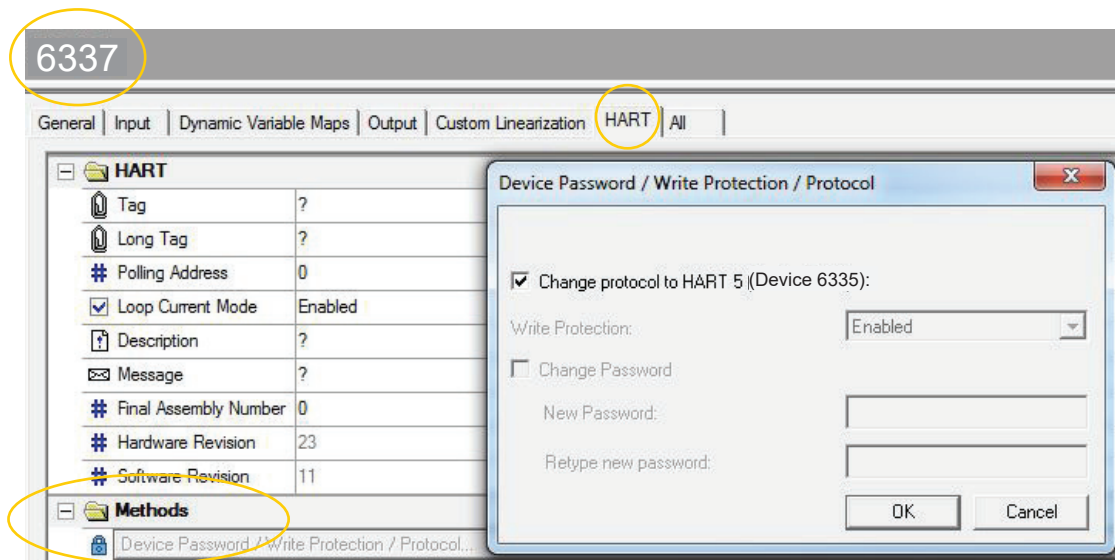 6337
General | Input | Dynamic Variable Maps | Output | Custom Linearization | HART | All |
HART
Tag ?
Long Tag ?
Polling Address 0
Loop Current Mode Enabled
Description ?
Message ?
Final Assembly Number 0
Hardware Revision 23
Software Revision 11
Methods
Device Password / Write Protection / Protocol...
Device Password / Write Protection / Protocol
Change protocol to HART 5 (Device 6335):
Write Protection: Enabled
Change Password
New Password:
Retype new password:
OK Cancel